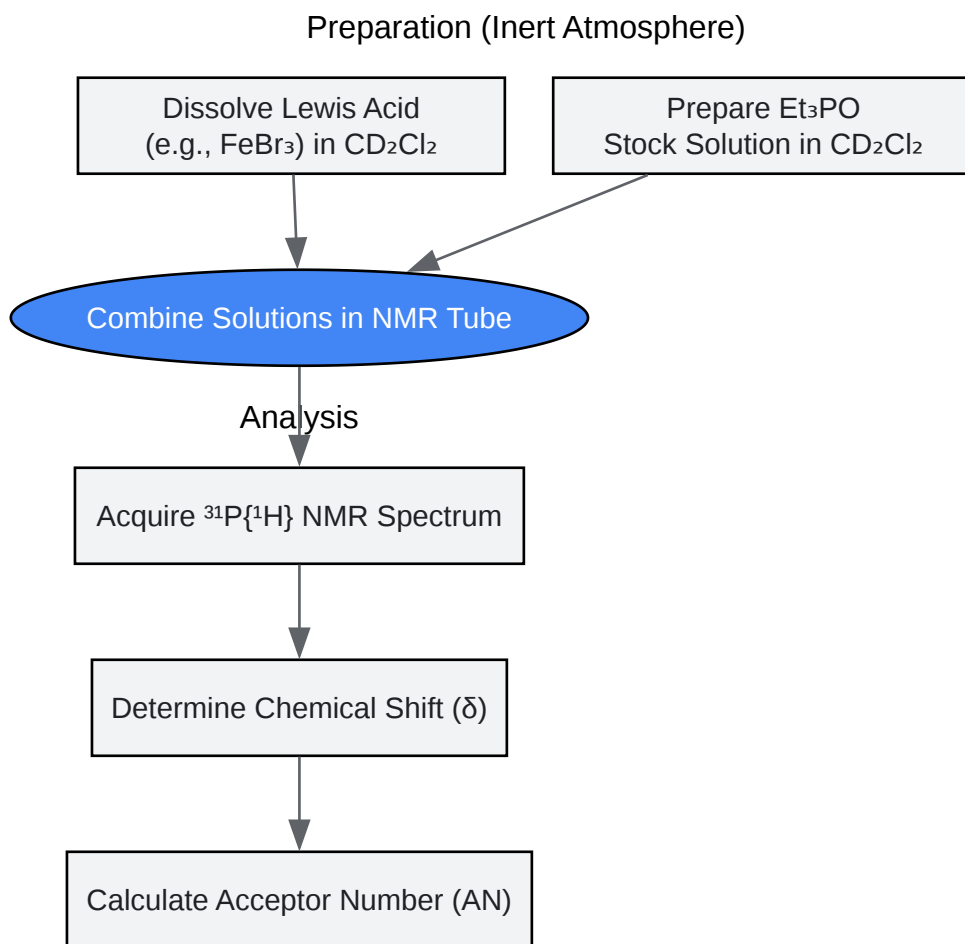 Preparation (Inert Atmosphere)
Dissolve Lewis Acid
(e.g., FeBr₃) in CD₂Cl₂
Prepare Et₃PO
Stock Solution in CD₂Cl₂
Combine Solutions in NMR Tube
Analysis
Acquire ³¹P{¹H} NMR Spectrum
Determine Chemical Shift (δ)
Calculate Acceptor Number (AN)